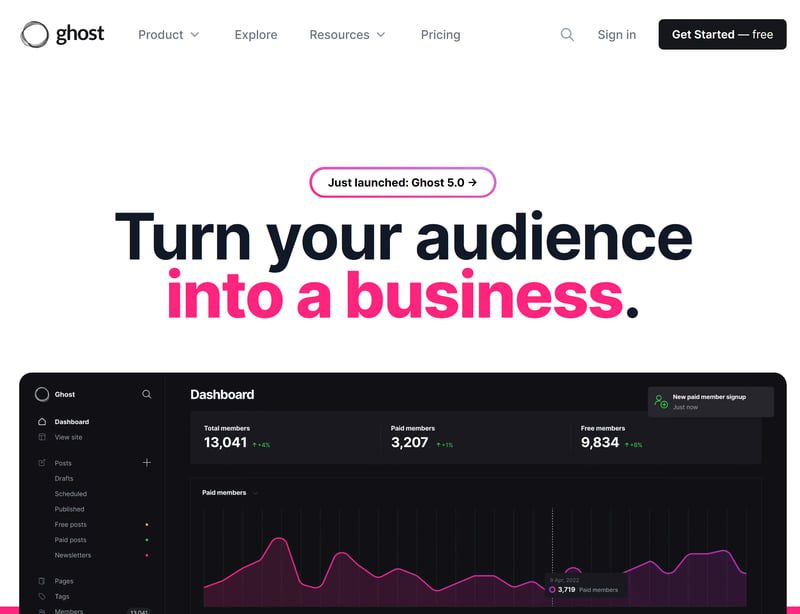 ghost
Product
Explore
Resources
Pricing
Sign in
Get Started — free
Just launched: Ghost 5.0 →
Turn your audience
into a business.
Ghost
Dashboard
View site
Posts
Drafts
Scheduled
Published
Free posts
Paid posts
Newsletters
Pages
Tags
Members 13,041
Dashboard
New paid member signup
Just now
Total members
13,041 ↑+4%
Paid members
3,207 ↑+1%
Free members
9,834 ↑+6%
Paid members
9 Apr, 2022
3,719 Paid members